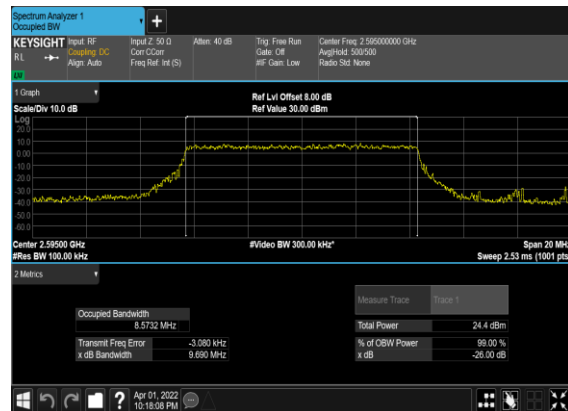 Spectrum Analyzer 1
Occupied BW
+
KEYSIGHT
RL
LW
Input: RF
Coupling: DC
Align: Auto
Input Z: 50 Ω
Corr CCorr
Freq Ref: Int (S)
Atten: 40 dB
Trig: Free Run
Gate: Off
#IF Gain: Low
Center Freq: 2.595000000 GHz
Avg|Hold: 500/500
Radio Std: None
1 Graph
Scale/Div 10.0 dB
Ref Lvl Offset 8.00 dB
Ref Value 30.00 dBm
Log
20.0
10.0
0.00
-10.0
-20.0
-30.0
-40.0
-50.0
-60.0
Center 2.59500 GHz
#Res BW 100.00 kHz
#Video BW 300.00 kHz*
Span 20 MHz
Sweep 2.53 ms (1001 pts)
2 Metrics
Measure Trace Trace 1
Occupied Bandwidth
8.5732 MHz
Total Power 24.4 dBm
Transmit Freq Error -3.080 kHz
% of OBW Power 99.00 %
x dB Bandwidth 9.690 MHz
x dB -26.00 dB
?
Apr 01, 2022
10:18:08 PM